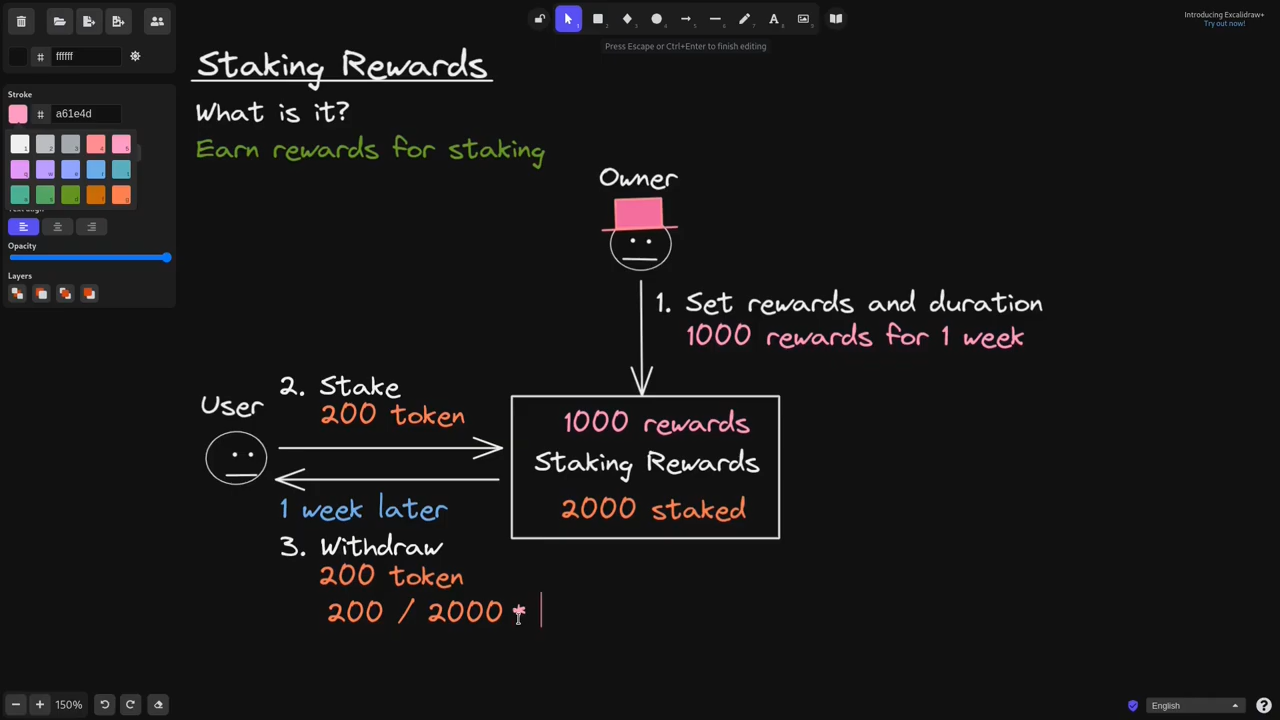 Introducing Excalidraw+
Try out now!
# ffffff
Press Escape or Ctrl+Enter to finish editing
Staking Rewards
What is it?
Earn rewards for staking
Stroke
# a61e4d
Opacity
Layers
Owner
1. Set rewards and duration
1000 rewards for 1 week
2. Stake
200 token
User
1000 rewards
Staking Rewards
2000 staked
1 week later
3. Withdraw
200 token
200 / 2000 *
150%
English